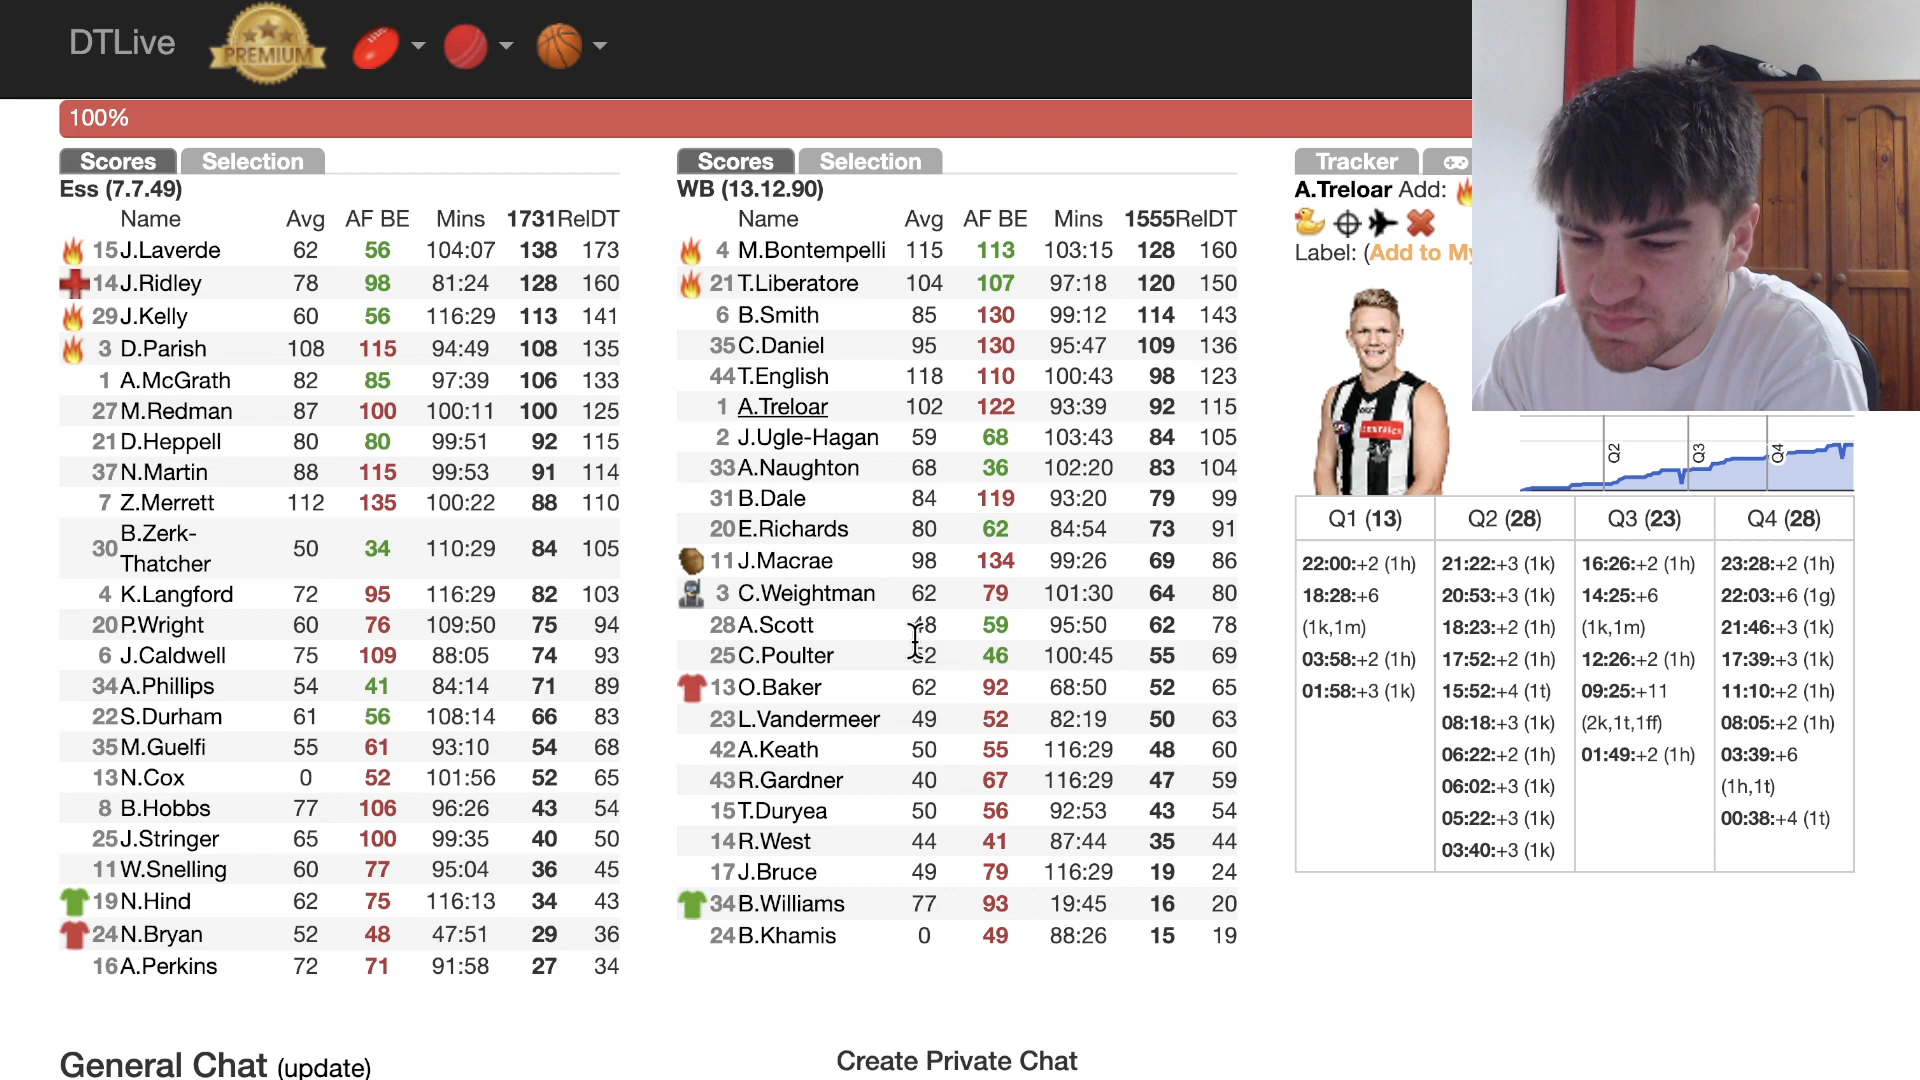 DTLive
PREMIUM
100%
Scores Selection
Ess (7.7.49)
Name Avg AF BE Mins 1731 RelDT
15 J.Laverde 62 56 104:07 138 173
14 J.Ridley 78 98 81:24 128 160
29 J.Kelly 60 56 116:29 113 141
3 D.Parish 108 115 94:49 108 135
1 A.McGrath 82 85 97:39 106 133
27 M.Redman 87 100 100:11 100 125
21 D.Heppell 80 80 99:51 92 115
37 N.Martin 88 115 99:53 91 114
7 Z.Merrett 112 135 100:22 88 110
30 B.Zerk-
Thatcher 50 34 110:29 84 105
4 K.Langford 72 95 116:29 82 103
20 P.Wright 60 76 109:50 75 94
6 J.Caldwell 75 109 88:05 74 93
34 A.Phillips 54 41 84:14 71 89
22 S.Durham 61 56 108:14 66 83
35 M.Guelfi 55 61 93:10 54 68
13 N.Cox 0 52 101:56 52 65
8 B.Hobbs 77 106 96:26 43 54
25 J.Stringer 65 100 99:35 40 50
11 W.Snelling 60 77 95:04 36 45
19 N.Hind 62 75 116:13 34 43
24 N.Bryan 52 48 47:51 29 36
16 A.Perkins 72 71 91:58 27 34
Scores Selection
WB (13.12.90)
Name Avg AF BE Mins 1555 RelDT
4 M.Bontempelli 115 113 103:15 128 160
21 T.Liberatore 104 107 97:18 120 150
6 B.Smith 85 130 99:12 114 143
35 C.Daniel 95 130 95:47 109 136
44 T.English 118 110 100:43 98 123
1 A.Treloar 102 122 93:39 92 115
2 J.Ugle-Hagan 59 68 103:43 84 105
33 A.Naughton 68 36 102:20 83 104
31 B.Dale 84 119 93:20 79 99
20 E.Richards 80 62 84:54 73 91
11 J.Macrae 98 134 99:26 69 86
3 C.Weightman 62 79 101:30 64 80
28 A.Scott 59 95:50 62 78
25 C.Poulter 46 100:45 55 69
13 O.Baker 62 92 68:50 52 65
23 L.Vandermeer 49 52 82:19 50 63
42 A.Keath 50 55 116:29 48 60
43 R.Gardner 40 67 116:29 47 59
15 T.Duryea 50 56 92:53 43 54
14 R.West 44 41 87:44 35 44
17 J.Bruce 49 79 116:29 19 24
34 B.Williams 77 93 19:45 16 20
24 B.Khamis 0 49 88:26 15 19
Tracker
A.Treloar Add:
Label: (Add to My
Q2 Q3 Q4
Q1 (13) Q2 (28) Q3 (23) Q4 (28)
22:00:+2 (1h)
18:28:+6
(1k,1m)
03:58:+2 (1h)
01:58:+3 (1k)
21:22:+3 (1k)
20:53:+3 (1k)
18:23:+2 (1h)
17:52:+2 (1h)
15:52:+4 (1t)
08:18:+3 (1k)
06:22:+2 (1h)
06:02:+3 (1k)
05:22:+3 (1k)
03:40:+3 (1k)
16:26:+2 (1h)
14:25:+6
(1k,1m)
12:26:+2 (1h)
09:25:+11
(2k,1t,1ff)
01:49:+2 (1h)
23:28:+2 (1h)
22:03:+6 (1g)
21:46:+3 (1k)
17:39:+3 (1k)
11:10:+2 (1h)
08:05:+2 (1h)
03:39:+6
(1h,1t)
00:38:+4 (1t)
General Chat (update)
Create Private Chat